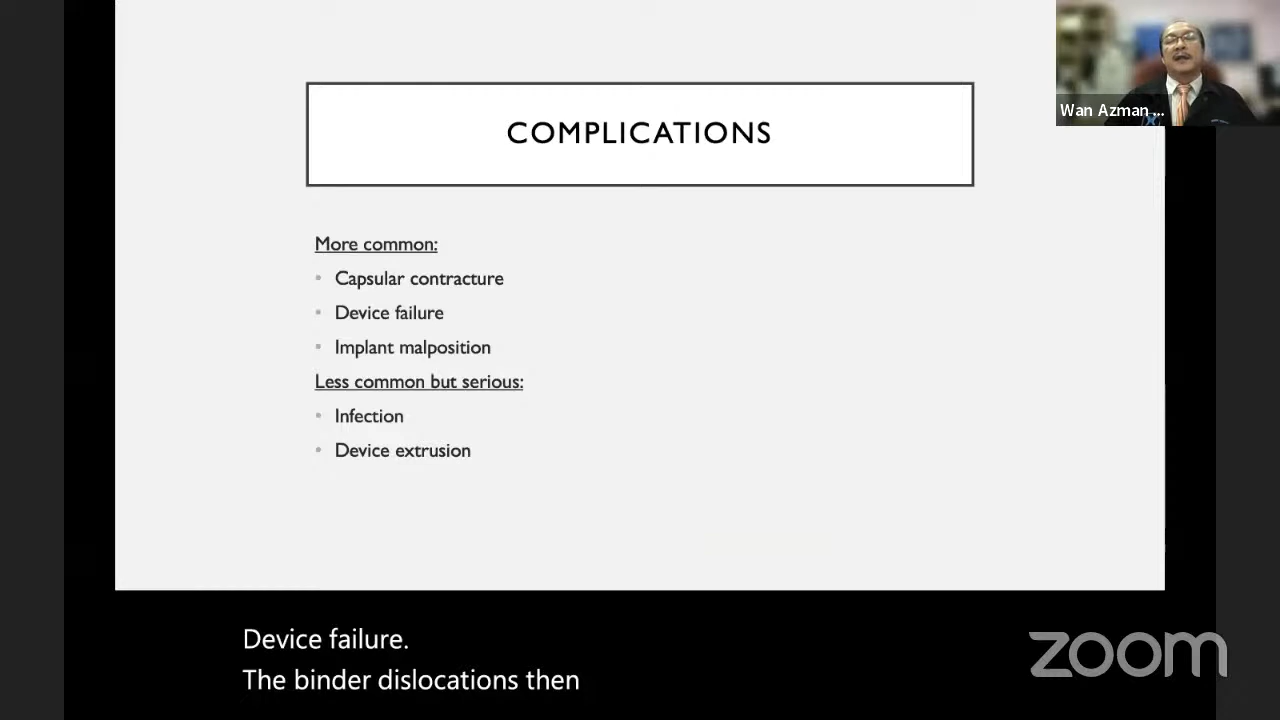 COMPLICATIONS
Wan Azman ...
More common:
• Capsular contracture
• Device failure
• Implant malposition
Less common but serious:
• Infection
• Device extrusion
Device failure.
The binder dislocations then
zoom